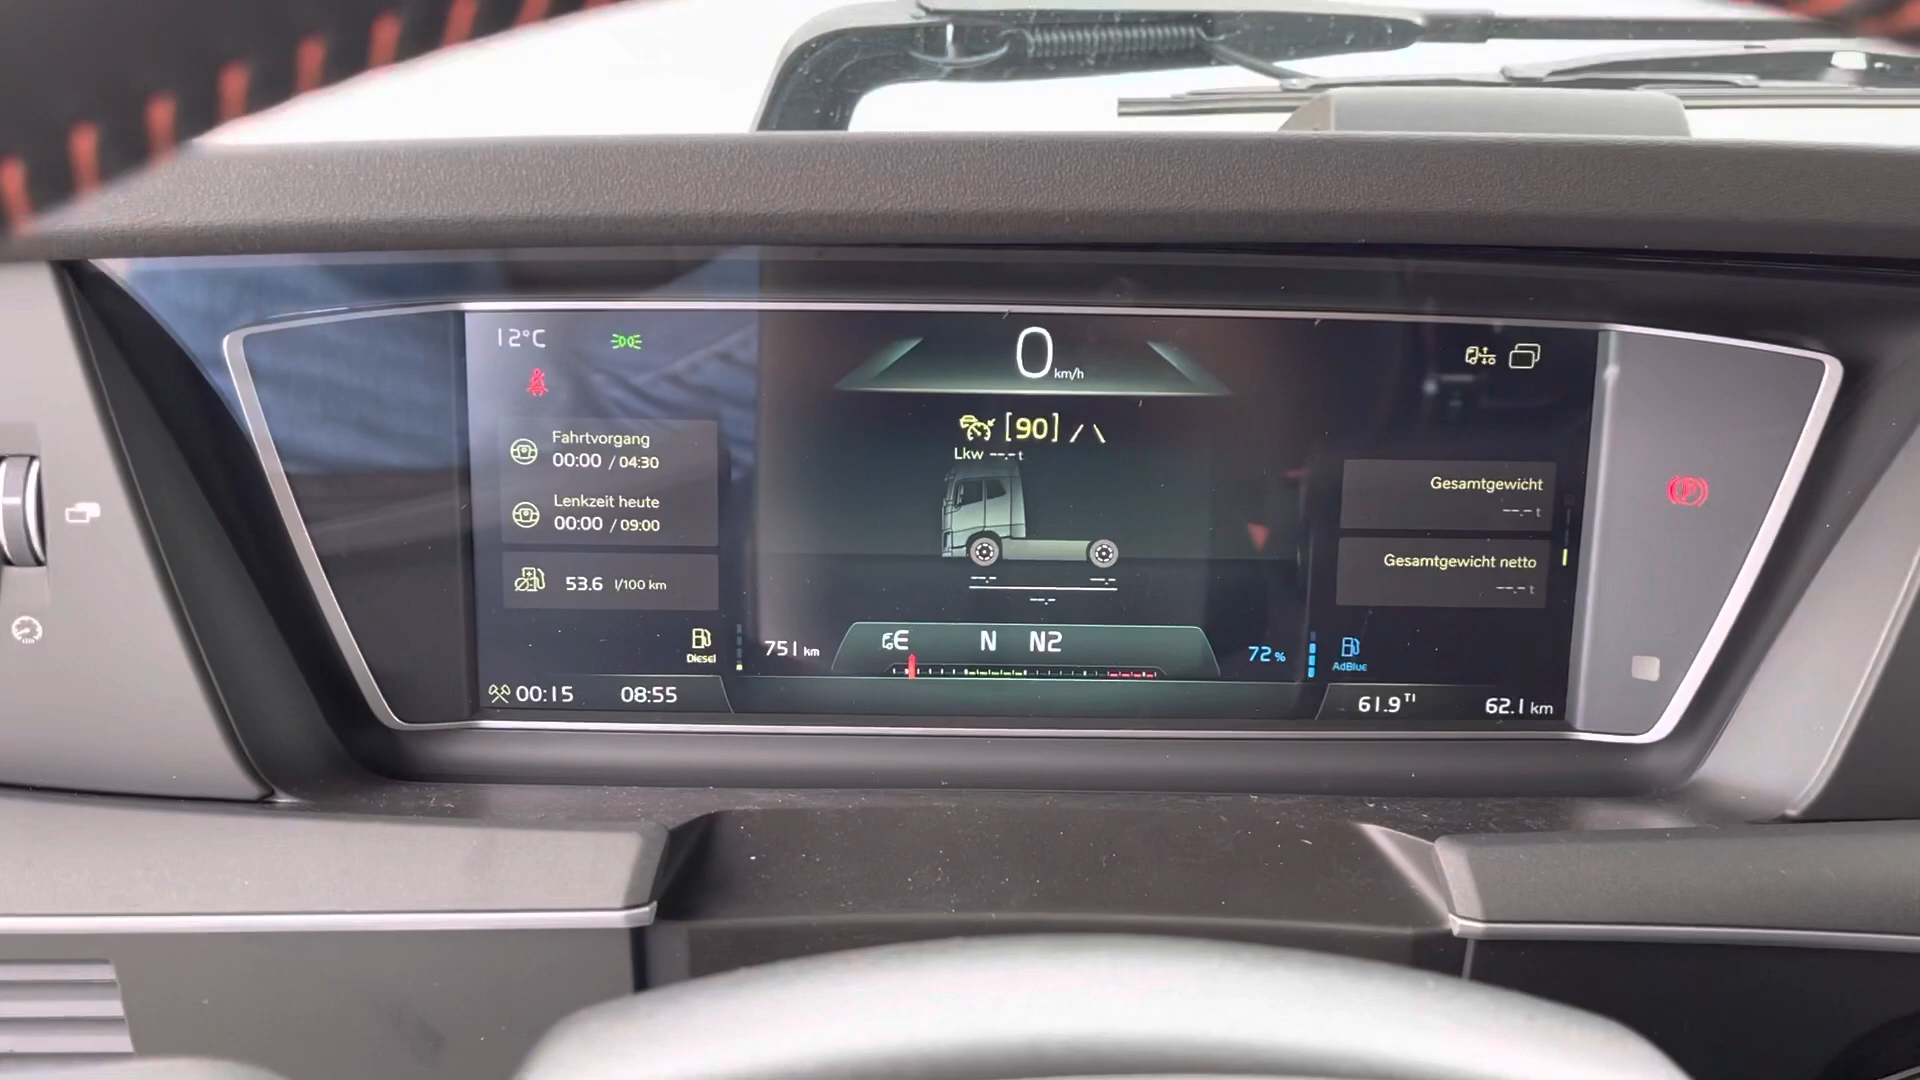 12°C
0 km/h
[90]
Lkw --.- t
Fahrtvorgang
00:00 / 04:30
Lenkzeit heute
00:00 / 09:00
53.6 l/100 km
Gesamtgewicht
--.- t
Gesamtgewicht netto
--.- t
--.- --.-
--.-
Diesel
751 km
E N N2
72 %
AdBlue
00:15 08:55
61.9 TI 62.1 km
P